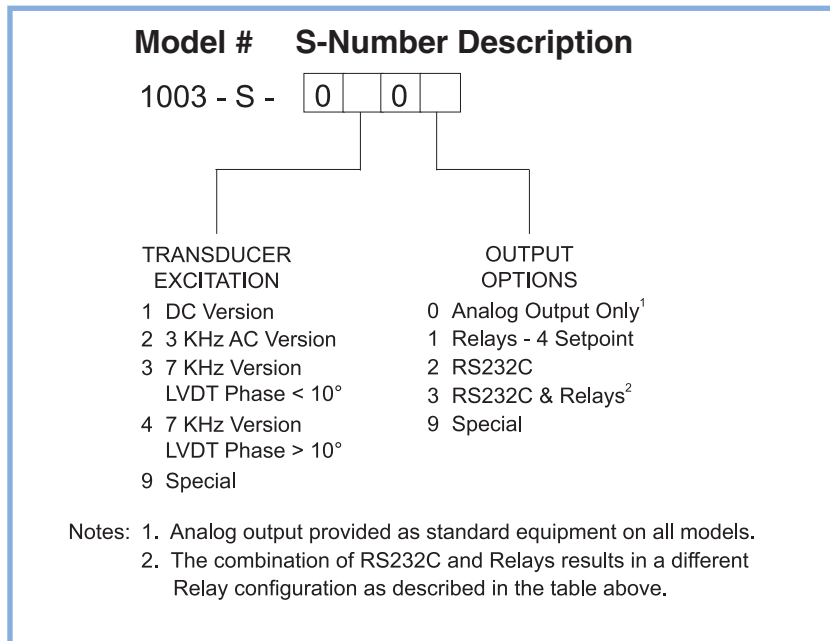 Model # S-Number Description
1003 - S - 0 0
TRANSDUCER
EXCITATION
1 DC Version
2 3 KHz AC Version
3 7 KHz Version
LVDT Phase < 10°
4 7 KHz Version
LVDT Phase > 10°
9 Special
OUTPUT
OPTIONS
0 Analog Output Only¹
1 Relays - 4 Setpoint
2 RS232C
3 RS232C & Relays²
9 Special
Notes: 1. Analog output provided as standard equipment on all models.
2. The combination of RS232C and Relays results in a different
Relay configuration as described in the table above.